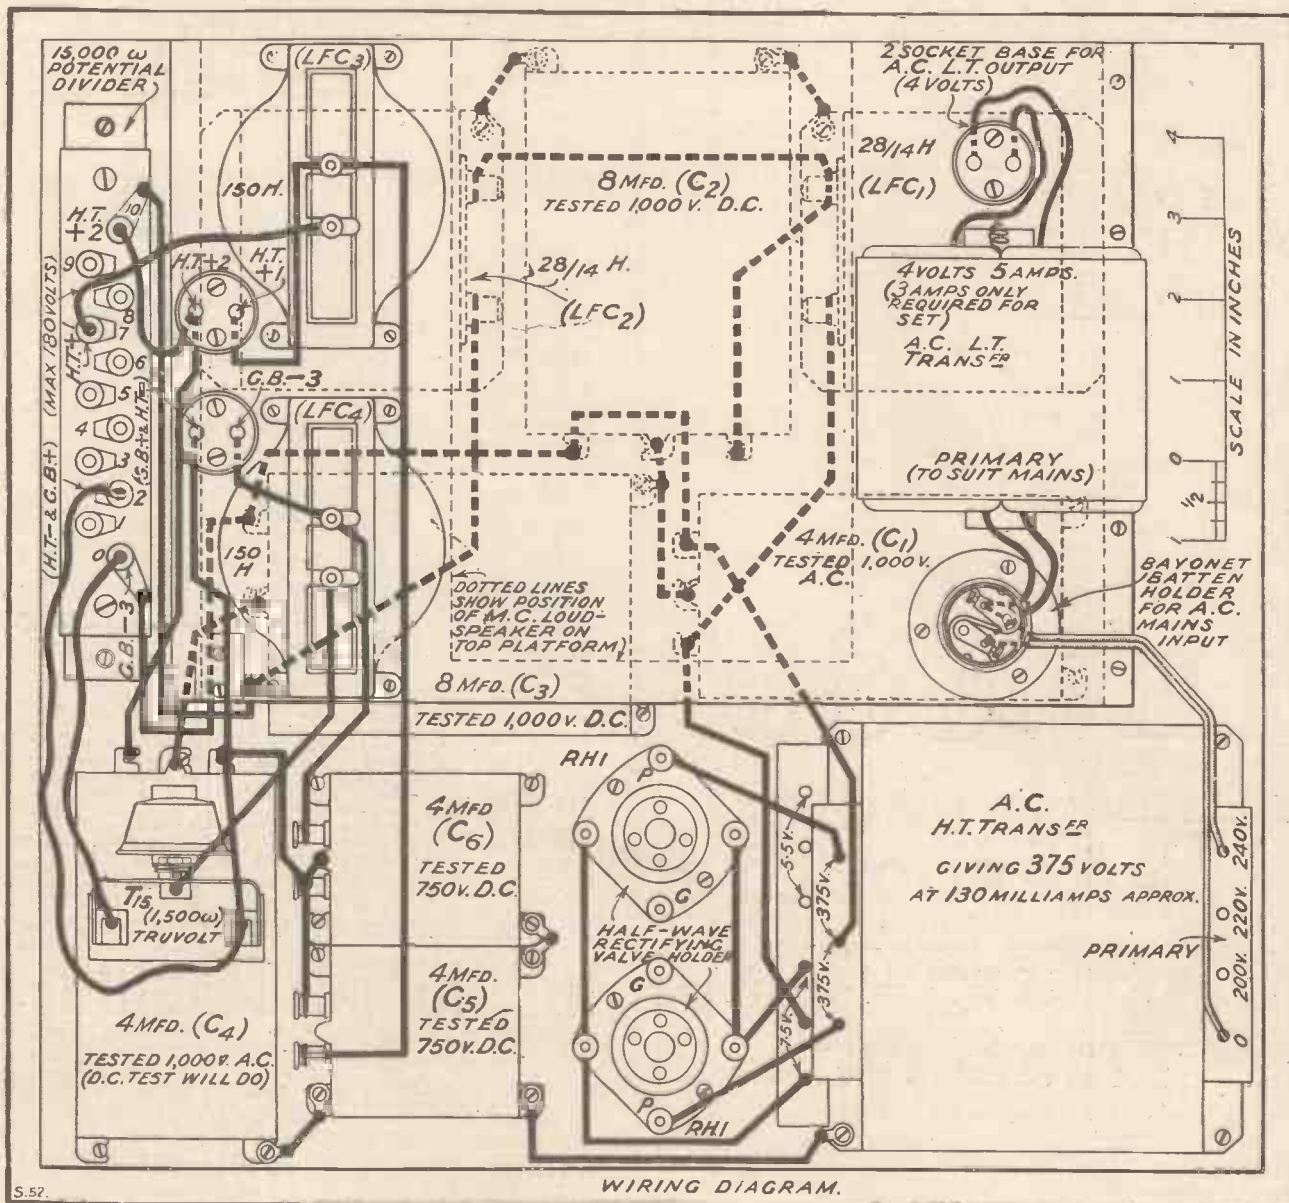 15,000 ω
POTENTIAL
DIVIDER
(LFC3)
2 SOCKET BASE FOR
A.C. L.T. OUTPUT
(4 VOLTS)
150H.
8 MFD. (C2)
TESTED 1,000 V. D.C.
28/14 H
(LFC1)
H.T.
+2
10
9
8
7
6
5
4
3
2
1
0
H.T.+1
(MAX 180 VOLTS)
(H.T- & G.B.+)
(G.B.+2 H.T-)
G.B.-3
H.T.+2
H.T.
+1
28/14 H.
(LFC2)
4 VOLTS 5 AMPS.
(3 AMPS ONLY
REQUIRED FOR
SET)
A.C. L.T.
TRANSFR
PRIMARY
(TO SUIT MAINS)
4
3
2
1
0
1/2
1
SCALE IN INCHES
G.B.-3
(LFC4)
150
H
DOTTED LINES
SHOW POSITION
OF M.C. LOUD-
SPEAKER ON
TOP PLATFORM)
4 MFD. (C1)
TESTED 1,000V.
A.C.
BAYONET
BATTEN
HOLDER
FOR A.C.
MAINS
INPUT
8 MFD. (C3)
TESTED 1,000V. D.C.
RH1
P
G
4 MFD
(C6)
TESTED
750V. D.C.
5.5V.
375V.
375V.
7.5V.
A.C.
H.T. TRANSFR
GIVING 375 VOLTS
AT 130 MILLIAMPS APPROX.
PRIMARY
240V.
220V.
200V.
0
T15
(1,500ω)
TRUVOLT
HALF-WAVE
RECTIFYING
VALVE HOLDER
G
P
RH1
4 MFD.
(C5)
TESTED
750V. D.C.
4 MFD. (C4)
TESTED 1,000V. A.C.
(D.C. TEST WILL DO)
S.52.
WIRING DIAGRAM.